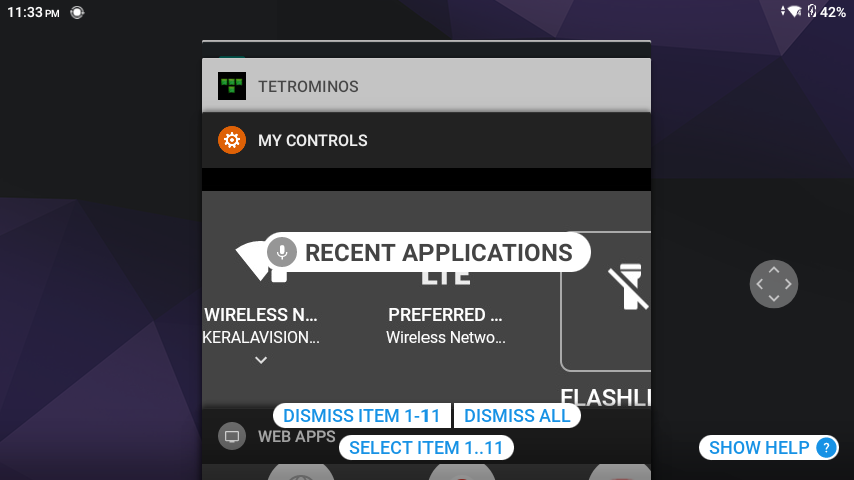 11:33 PM
42%
TETROMINOS
MY CONTROLS
RECENT APPLICATIONS
LTE
WIRELESS N...
PREFERRED ...
KERALAVISION...
Wireless Netwo...
FLASHLI
DISMISS ITEM 1-11
DISMISS ALL
WEB APPS
SELECT ITEM 1..11
SHOW HELP ?